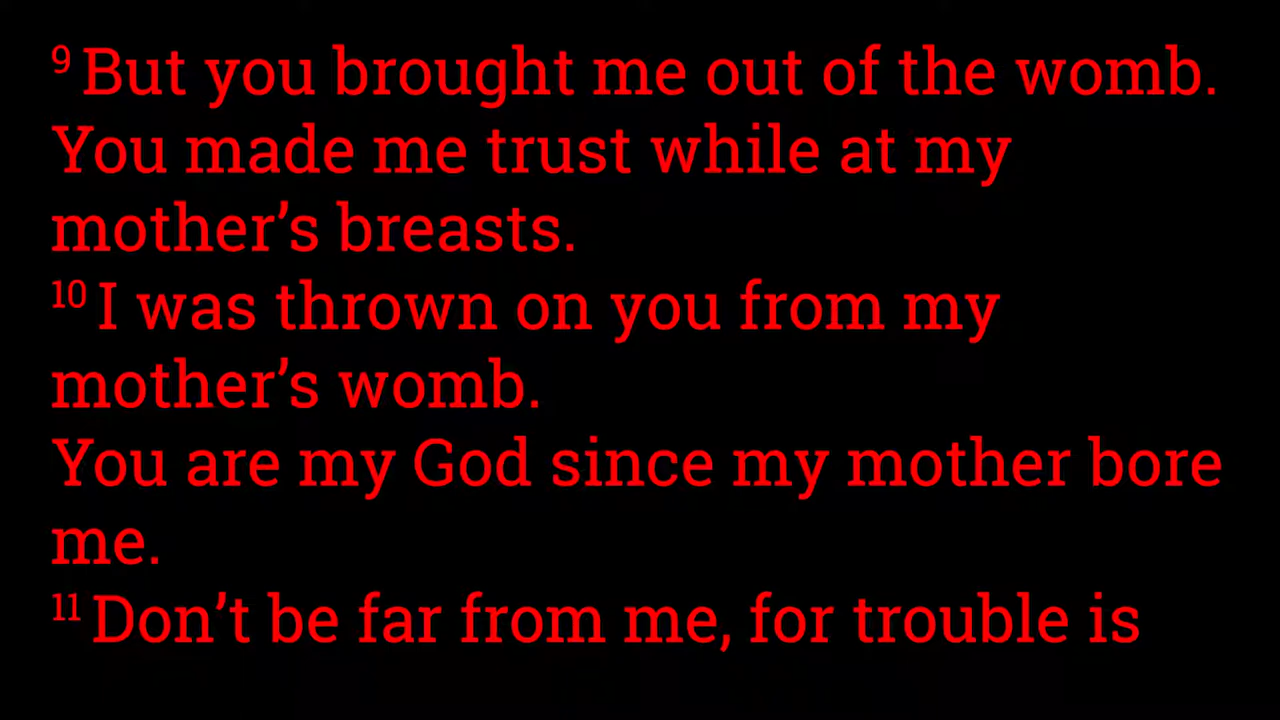 9 But you brought me out of the womb.
You made me trust while at my
mother’s breasts.
10 I was thrown on you from my
mother’s womb.
You are my God since my mother bore
me.
11 Don’t be far from me, for trouble is